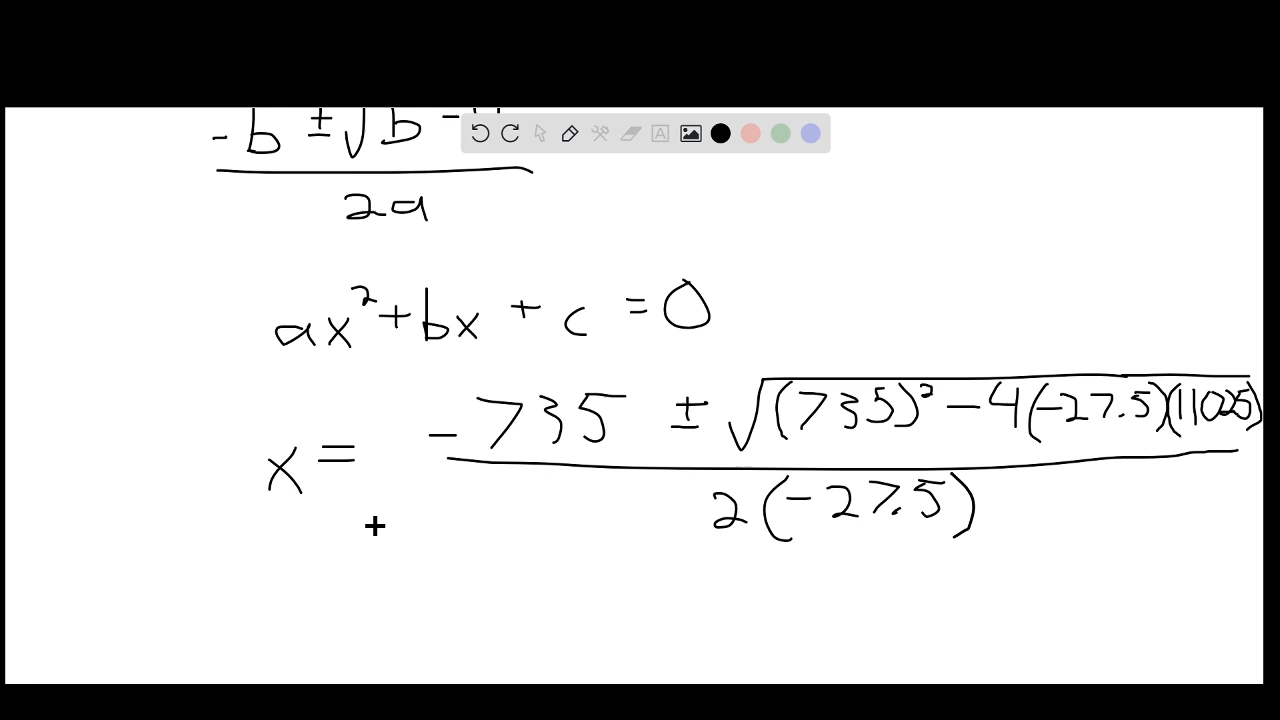 -b ± √b -
2a
ax²+bx + c = 0
x = -735 ± √(735)² - 4(-27.5)(11025)
2(-27.5)